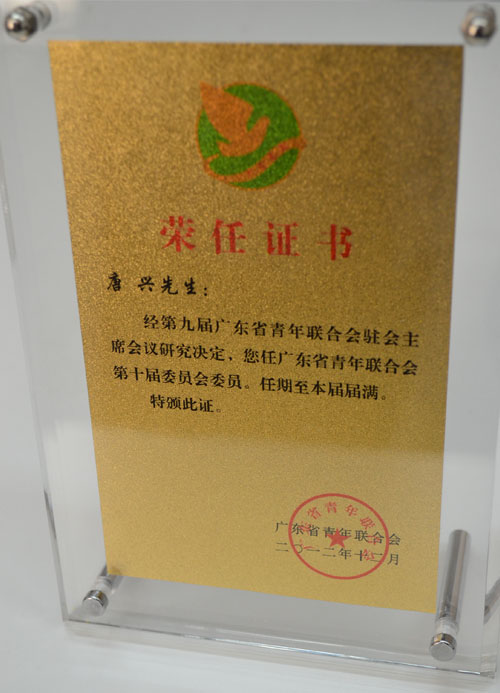 荣任证书
唐兴先生：
经第九届广东省青年联合会驻会主
席会议研究决定，您任广东省青年联合会
第十届委员会委员。任期至本届届满。
特颁此证。
广东省青年联合会
二〇一二年十二月